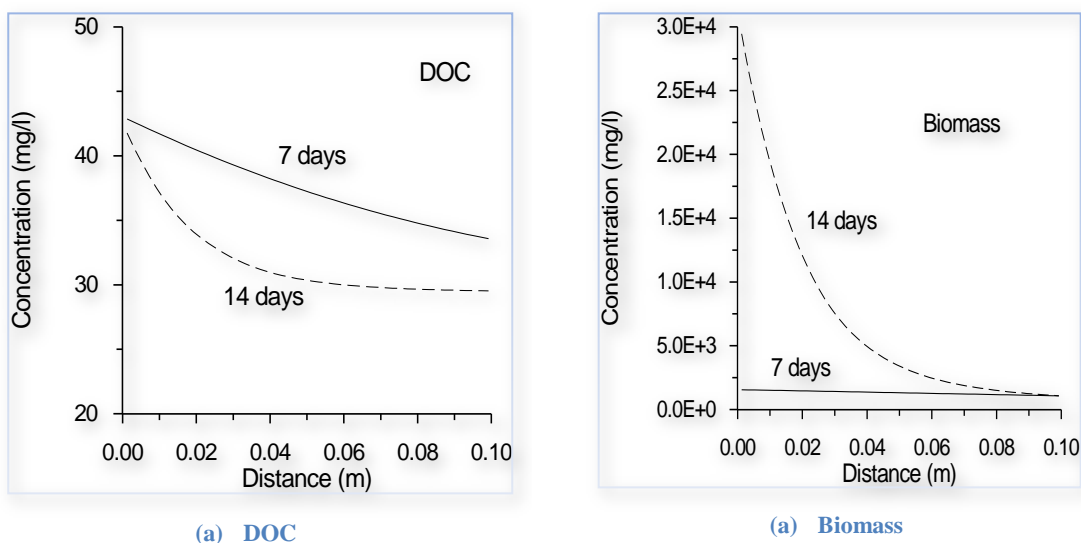 50
40
30
20
Concentration (mg/l)
DOC
7 days
14 days
0.00 0.02 0.04 0.06 0.08 0.10
Distance (m)
(a) DOC
3.0E+4
2.5E+4
2.0E+4
1.5E+4
1.0E+4
5.0E+3
0.0E+0
Concentration (mg/l)
Biomass
14 days
7 days
0.00 0.02 0.04 0.06 0.08 0.10
Distance (m)
(a) Biomass